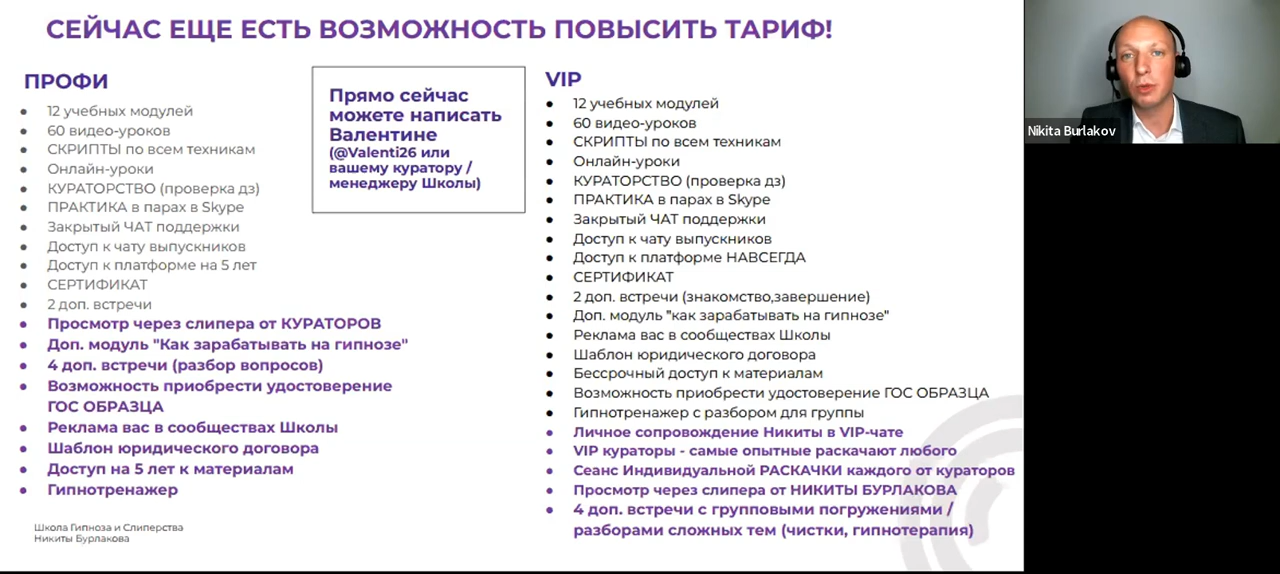 СЕЙЧАС ЕЩЕ ЕСТЬ ВОЗМОЖНОСТЬ ПОВЫСИТЬ ТАРИФ!
ПРОФИ
12 учебных модулей
60 видео-уроков
СКРИПТЫ по всем техникам
Онлайн-уроки
КУРАТОРСТВО (проверка дз)
ПРАКТИКА в парах в Skype
Закрытый ЧАТ поддержки
Доступ к чату выпускников
Доступ к платформе на 5 лет
СЕРТИФИКАТ
2 доп. встречи
Просмотр через слипера от КУРАТОРОВ
Доп. модуль "Как зарабатывать на гипнозе"
4 доп. встречи (разбор вопросов)
Возможность приобрести удостоверение
ГОС ОБРАЗЦА
Реклама вас в сообществах Школы
Шаблон юридического договора
Доступ на 5 лет к материалам
Гипнотренажер
Школа Гипноза и Слиперства
Никиты Бурлакова
Прямо сейчас
можете написать
Валентине
(@Valenti26 или
вашему куратору /
менеджеру Школы)
VIP
12 учебных модулей
60 видео-уроков
СКРИПТЫ по всем техникам
Онлайн-уроки
КУРАТОРСТВО (проверка дз)
ПРАКТИКА в парах в Skype
Закрытый ЧАТ поддержки
Доступ к чату выпускников
Доступ к платформе НАВСЕГДА
СЕРТИФИКАТ
2 доп. встречи (знакомство,завершение)
Доп. модуль "как зарабатывать на гипнозе"
Реклама вас в сообществах Школы
Шаблон юридического договора
Бессрочный доступ к материалам
Возможность приобрести удостоверение ГОС ОБРАЗЦА
Гипнотренажер с разбором для группы
Личное сопровождение Никиты в VIP-чате
VIP кураторы - самые опытные раскачают любого
Сеанс Индивидуальной РАСКАЧКИ каждого от кураторов
Просмотр через слипера от НИКИТЫ БУРЛАКОВА
4 доп. встречи с групповыми погружениями /
разборами сложных тем (чистки, гипнотерапия)
Nikita Burlakov